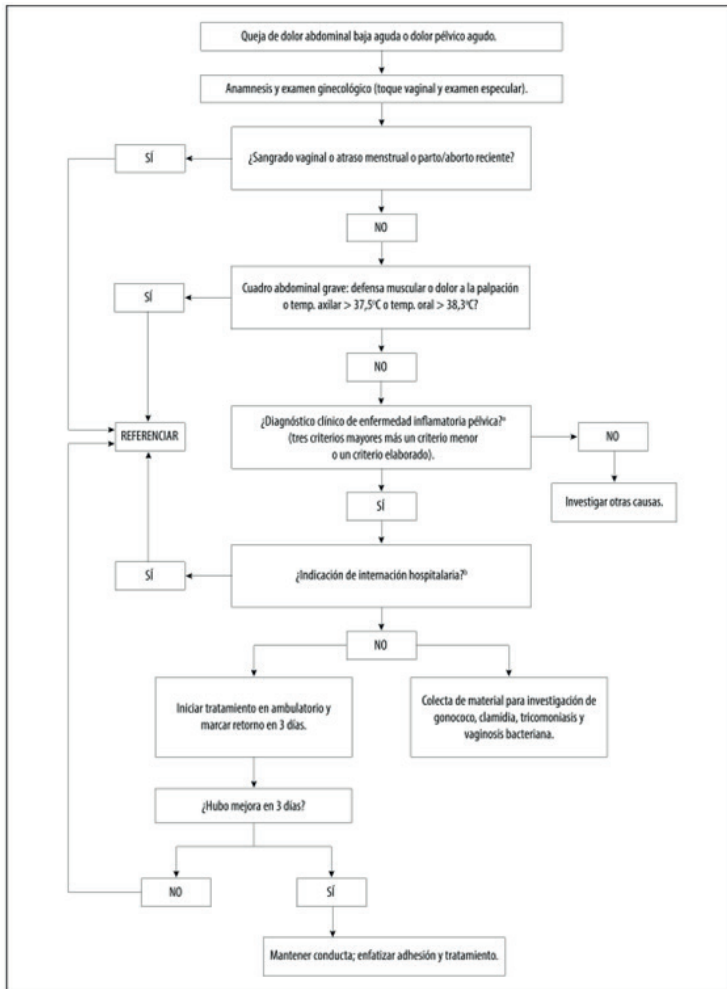 Queja de dolor abdominal baja aguda o dolor pélvico agudo.
Anamnesis y examen ginecológico (toque vaginal y examen especular).
SÍ
¿Sangrado vaginal o atraso menstrual o parto/aborto reciente?
NO
SÍ
Cuadro abdominal grave: defensa muscular o dolor a la palpación
o temp. axilar > 37,5ºC o temp. oral > 38,3ºC?
NO
REFERENCIAR
¿Diagnóstico clínico de enfermedad inflamatoria pélvica?ª
(tres criterios mayores más un criterio menor
o un criterio elaborado).
NO
SÍ
Investigar otras causas.
SÍ
¿Indicación de internación hospitalaria?ᵇ
NO
Iniciar tratamiento en ambulatorio y
marcar retorno en 3 días.
Colecta de material para investigación de
gonococo, clamidia, tricomoniasis y
vaginosis bacteriana.
¿Hubo mejora en 3 días?
NO
SÍ
Mantener conducta; enfatizar adhesión y tratamiento.